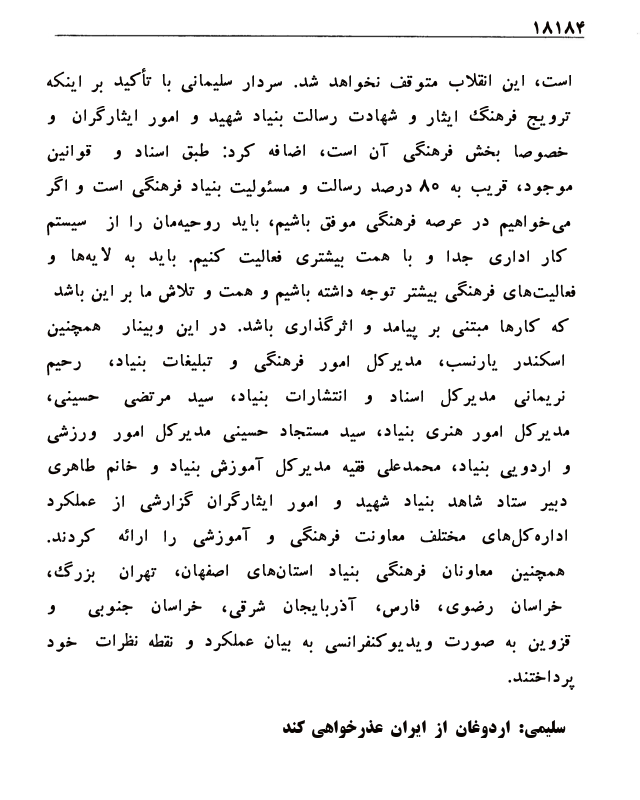 ۱۸۱۸۴
است، این انقلاب متوقف نخواهد شد. سردار سلیمانی با تأکید بر اینکه
ترویج فرهنگ ایثار و شهادت رسالت بنیاد شهید و امور ایثارگران و
خصوصا بخش فرهنگی آن است، اضافه کرد: طبق اسناد و قوانین
موجود، قریب به ۸۰ درصد رسالت و مسئولیت بنیاد فرهنگی است و اگر
می‌خواهیم در عرصه فرهنگی موفق باشیم، باید روحیه‌مان را از سیستم
کار اداری جدا و با همت بیشتری فعالیت کنیم. باید به لایه‌ها و
فعالیت‌های فرهنگی بیشتر توجه داشته باشیم و همت و تلاش ما بر این باشد
که کارها مبتنی بر پیامد و اثرگذاری باشد. در این وبینار همچنین
اسکندر یارنسب، مدیرکل امور فرهنگی و تبلیغات بنیاد، رحیم
نریمانی مدیرکل اسناد و انتشارات بنیاد، سید مرتضی حسینی،
مدیرکل امور هنری بنیاد، سید مستجاد حسینی مدیرکل امور ورزشی
و اردویی بنیاد، محمدعلی فقیه مدیرکل آموزش بنیاد و خانم طاهری
دبیر ستاد شاهد بنیاد شهید و امور ایثارگران گزارشی از عملکرد
اداره‌کل‌های مختلف معاونت فرهنگی و آموزشی را ارائه کردند.
همچنین معاونان فرهنگی بنیاد استان‌های اصفهان، تهران بزرگ،
خراسان رضوی، فارس، آذربایجان شرقی، خراسان جنوبی و
قزوین به صورت ویدیوکنفرانسی به بیان عملکرد و نقطه نظرات خود
پرداختند.
سلیمی: اردوغان از ایران عذرخواهی کند